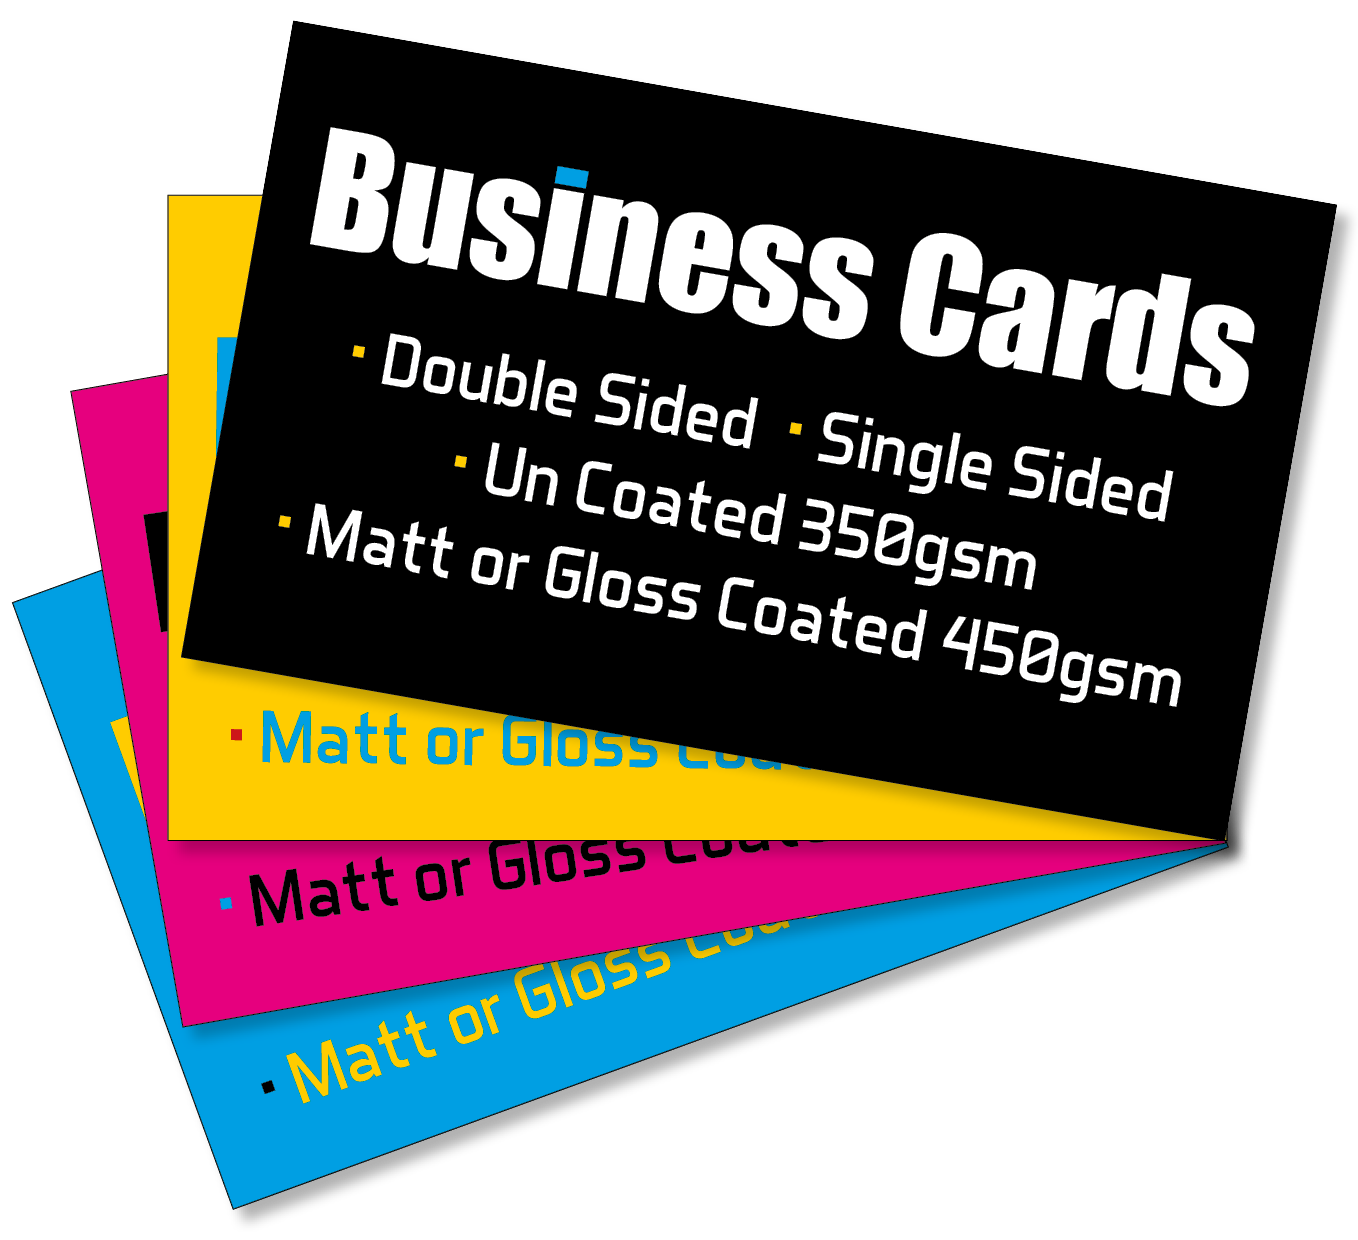 Business Cards
▪ Double Sided ▪ Single Sided
▪ Un Coated 350gsm
▪ Matt or Gloss Coated 450gsm
▪ Matt or Gloss
▪ Matt or Gloss
▪ Matt or Gloss